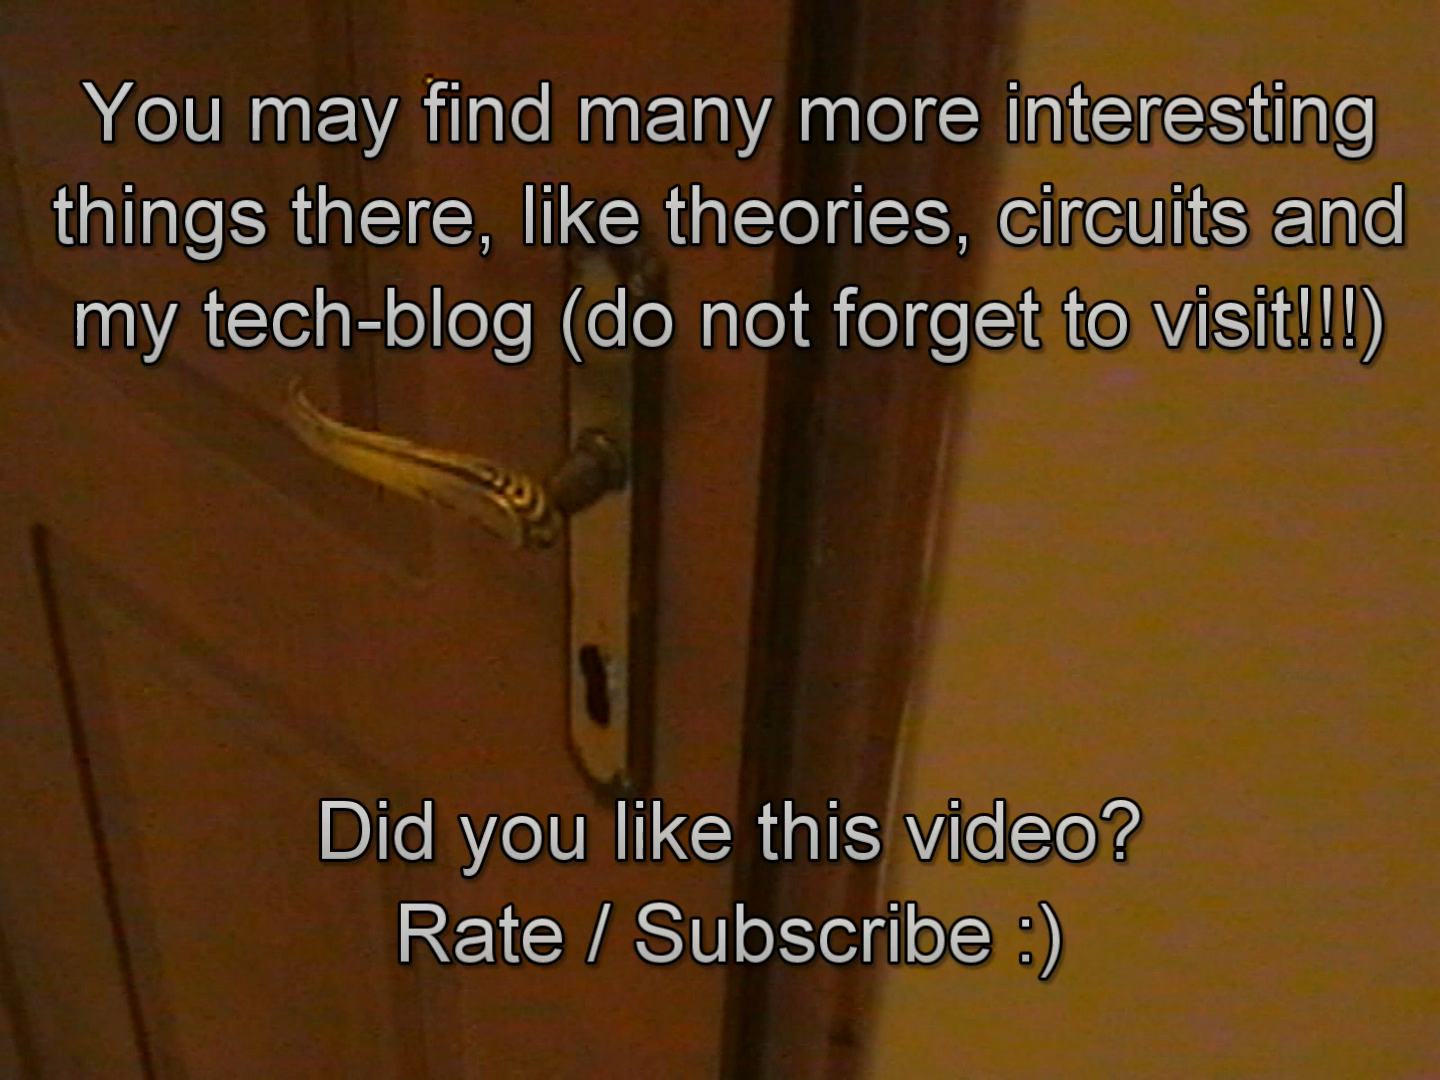 You may find many more interesting
things there, like theories, circuits and
my tech-blog (do not forget to visit!!!)
Did you like this video?
Rate / Subscribe :)